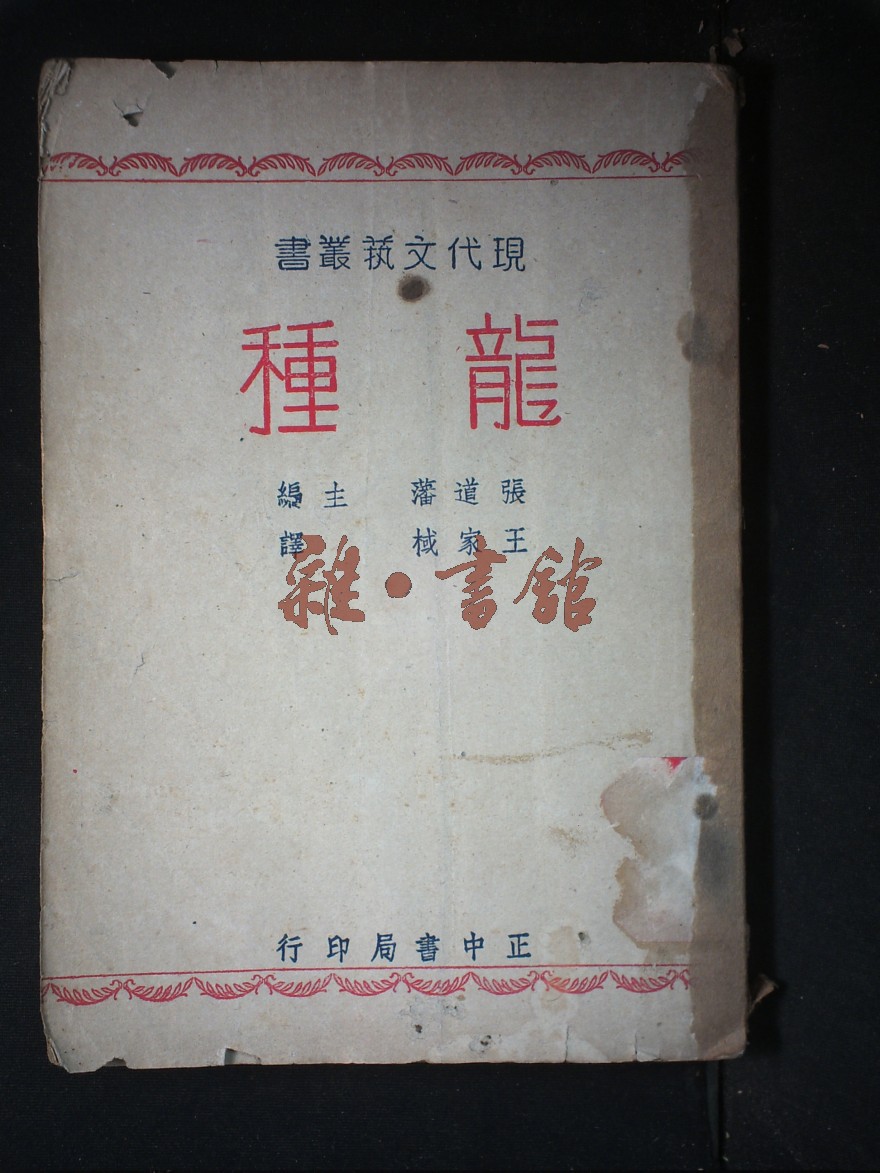 現代文藝叢書
龍種
張道藩 主編
王家棫 譯
雜·書館
正中書局印行